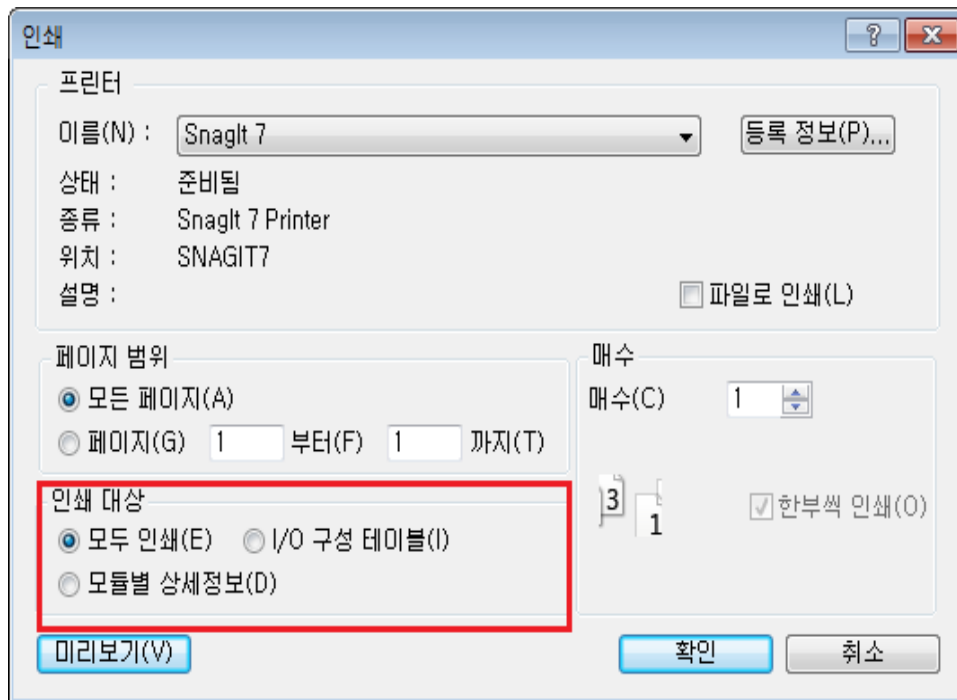 인쇄
프린터
이름(N) : SnagIt 7 등록 정보(P)...
상태 : 준비됨
종류 : SnagIt 7 Printer
위치 : SNAGIT7
설명 : 파일로 인쇄(L)
페이지 범위
모든 페이지(A)
페이지(G) 1 부터(F) 1 까지(T)
매수
매수(C) 1
3 1 한부씩 인쇄(O)
인쇄 대상
모두 인쇄(E) I/O 구성 테이블(I)
모듈별 상세정보(D)
미리보기(V) 확인 취소